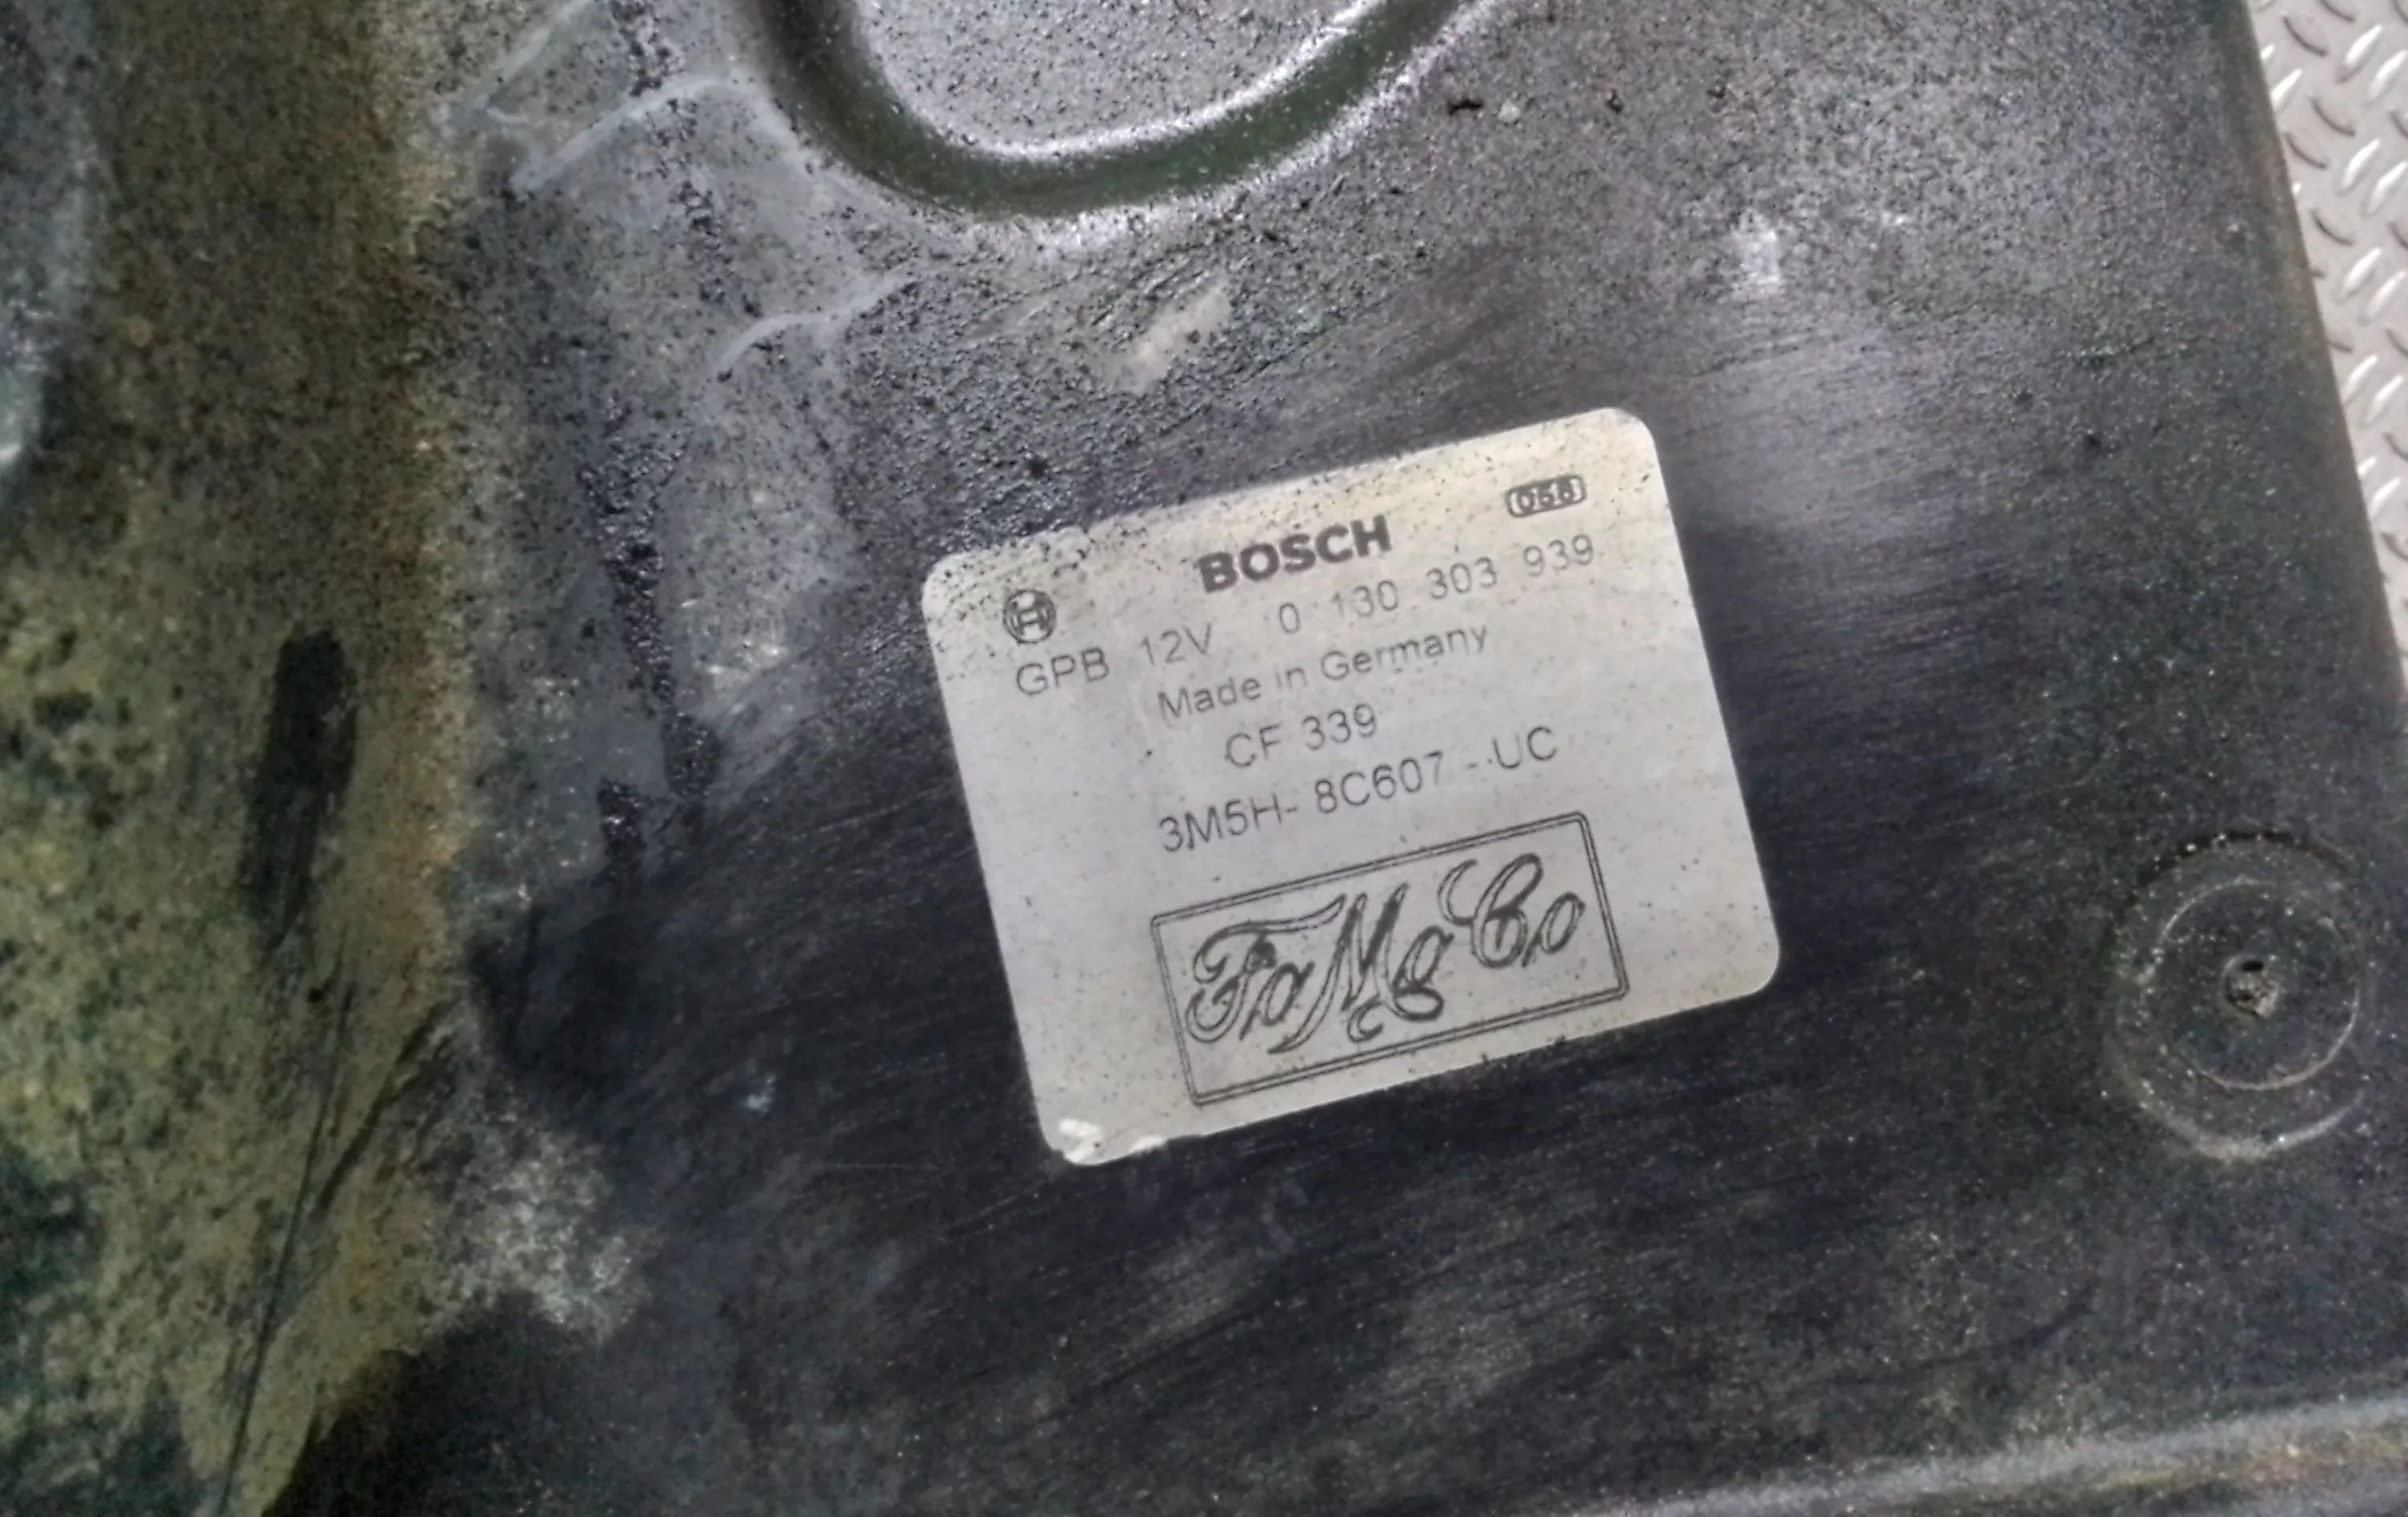 058
BOSCH
GPB 12V 0 130 303 939
Made in Germany
CF 339
3M5H- 8C607 - UC
FoMoCo